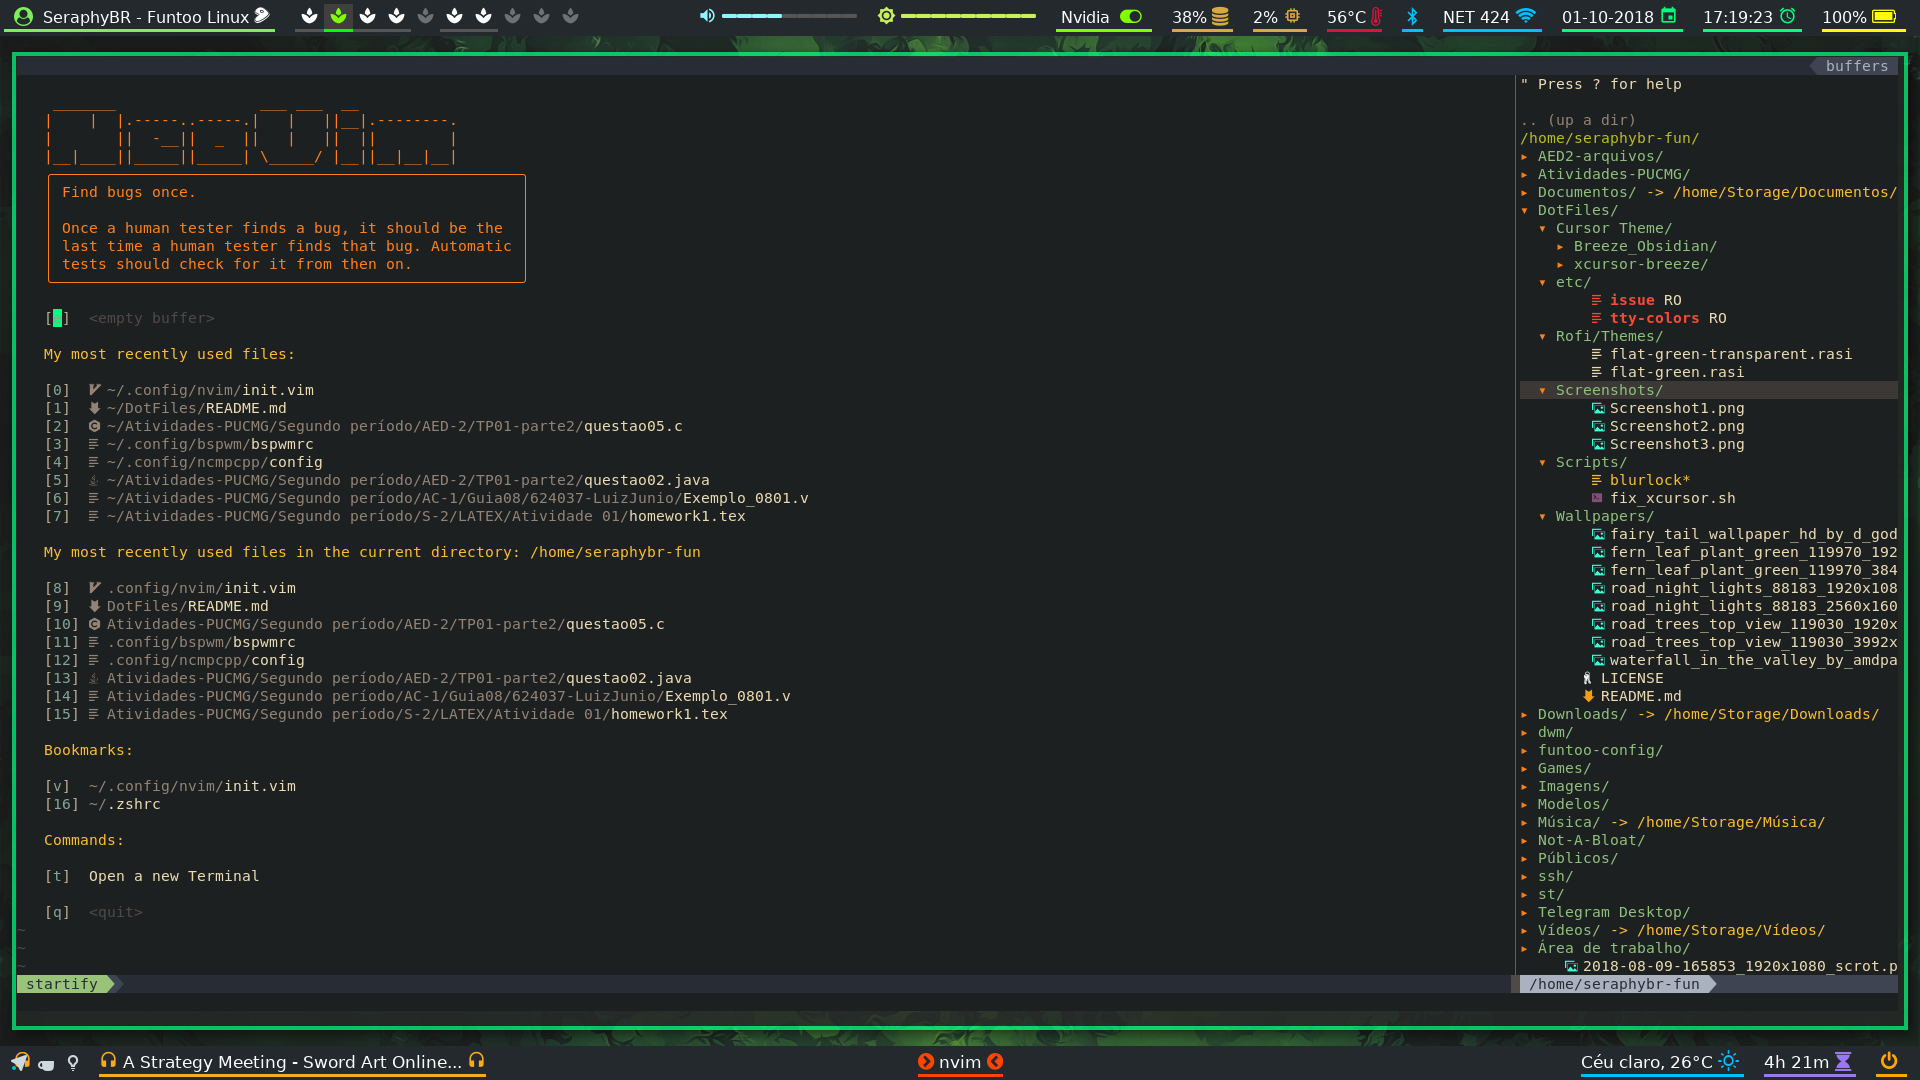 SeraphyBR - Funtoo Linux
Nvidia
38%
2%
56°C
NET 424
01-10-2018
17:19:23
100%
buffers
NeoVim
Find bugs once.
Once a human tester finds a bug, it should be the
last time a human tester finds that bug. Automatic
tests should check for it from then on.
[ ] <empty buffer>
My most recently used files:
[0] ~/.config/nvim/init.vim
[1] ~/DotFiles/README.md
[2] ~/Atividades-PUCMG/Segundo período/AED-2/TP01-parte2/questao05.c
[3] ~/.config/bspwm/bspwmrc
[4] ~/.config/ncmpcpp/config
[5] ~/Atividades-PUCMG/Segundo período/AED-2/TP01-parte2/questao02.java
[6] ~/Atividades-PUCMG/Segundo período/AC-1/Guia08/624037-LuizJunio/Exemplo_0801.v
[7] ~/Atividades-PUCMG/Segundo período/S-2/LATEX/Atividade 01/homework1.tex
My most recently used files in the current directory: /home/seraphybr-fun
[8] .config/nvim/init.vim
[9] DotFiles/README.md
[10] Atividades-PUCMG/Segundo período/AED-2/TP01-parte2/questao05.c
[11] .config/bspwm/bspwmrc
[12] .config/ncmpcpp/config
[13] Atividades-PUCMG/Segundo período/AED-2/TP01-parte2/questao02.java
[14] Atividades-PUCMG/Segundo período/AC-1/Guia08/624037-LuizJunio/Exemplo_0801.v
[15] Atividades-PUCMG/Segundo período/S-2/LATEX/Atividade 01/homework1.tex
Bookmarks:
[v] ~/.config/nvim/init.vim
[16] ~/.zshrc
Commands:
[t] Open a new Terminal
[q] <quit>
~
~
~
startify
" Press ? for help
.. (up a dir)
/home/seraphybr-fun/
▸ AED2-arquivos/
▸ Atividades-PUCMG/
▸ Documentos/ -> /home/Storage/Documentos/
▾ DotFiles/
▾ Cursor Theme/
▸ Breeze_Obsidian/
▸ xcursor-breeze/
▾ etc/
issue RO
tty-colors RO
▾ Rofi/Themes/
flat-green-transparent.rasi
flat-green.rasi
▾ Screenshots/
Screenshot1.png
Screenshot2.png
Screenshot3.png
▾ Scripts/
blurlock*
fix_xcursor.sh
▾ Wallpapers/
fairy_tail_wallpaper_hd_by_d_god
fern_leaf_plant_green_119970_192
fern_leaf_plant_green_119970_384
road_night_lights_88183_1920x108
road_night_lights_88183_2560x160
road_trees_top_view_119030_1920x
road_trees_top_view_119030_3992x
waterfall_in_the_valley_by_amdpa
LICENSE
README.md
▸ Downloads/ -> /home/Storage/Downloads/
▸ dwm/
▸ funtoo-config/
▸ Games/
▸ Imagens/
▸ Modelos/
▸ Música/ -> /home/Storage/Música/
▸ Not-A-Bloat/
▸ Públicos/
▸ ssh/
▸ st/
▸ Telegram Desktop/
▸ Vídeos/ -> /home/Storage/Vídeos/
▸ Área de trabalho/
2018-08-09-165853_1920x1080_scrot.p
/home/seraphybr-fun
A Strategy Meeting - Sword Art Online...
nvim
Céu claro, 26°C
4h 21m